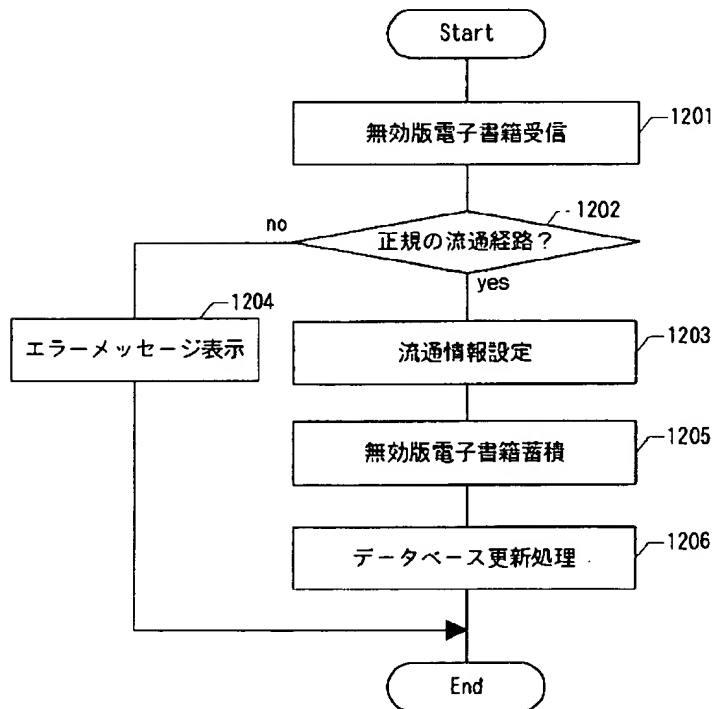 Start
無効版電子書籍受信
1201
1202
正規の流通経路?
no
yes
1204
エラーメッセージ表示
流通情報設定
1203
無効版電子書籍蓄積
1205
データベース更新処理
1206
End